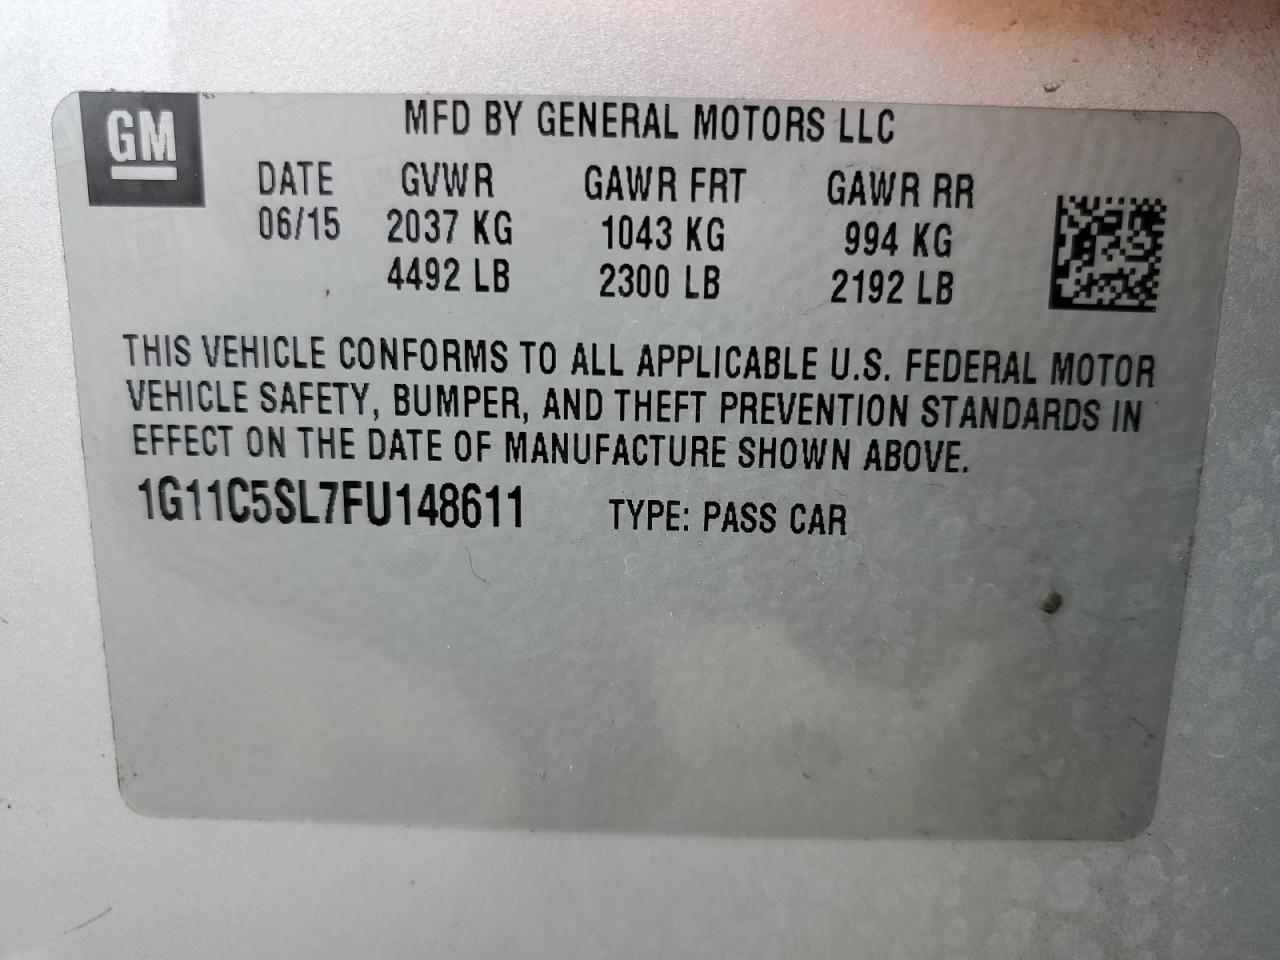 GM
MFD BY GENERAL MOTORS LLC
DATE GVWR GAWR FRT GAWR RR
06/15 2037 KG 1043 KG 994 KG
4492 LB 2300 LB 2192 LB
THIS VEHICLE CONFORMS TO ALL APPLICABLE U.S. FEDERAL MOTOR
VEHICLE SAFETY, BUMPER, AND THEFT PREVENTION STANDARDS IN
EFFECT ON THE DATE OF MANUFACTURE SHOWN ABOVE.
1G11C5SL7FU148611 TYPE: PASS CAR